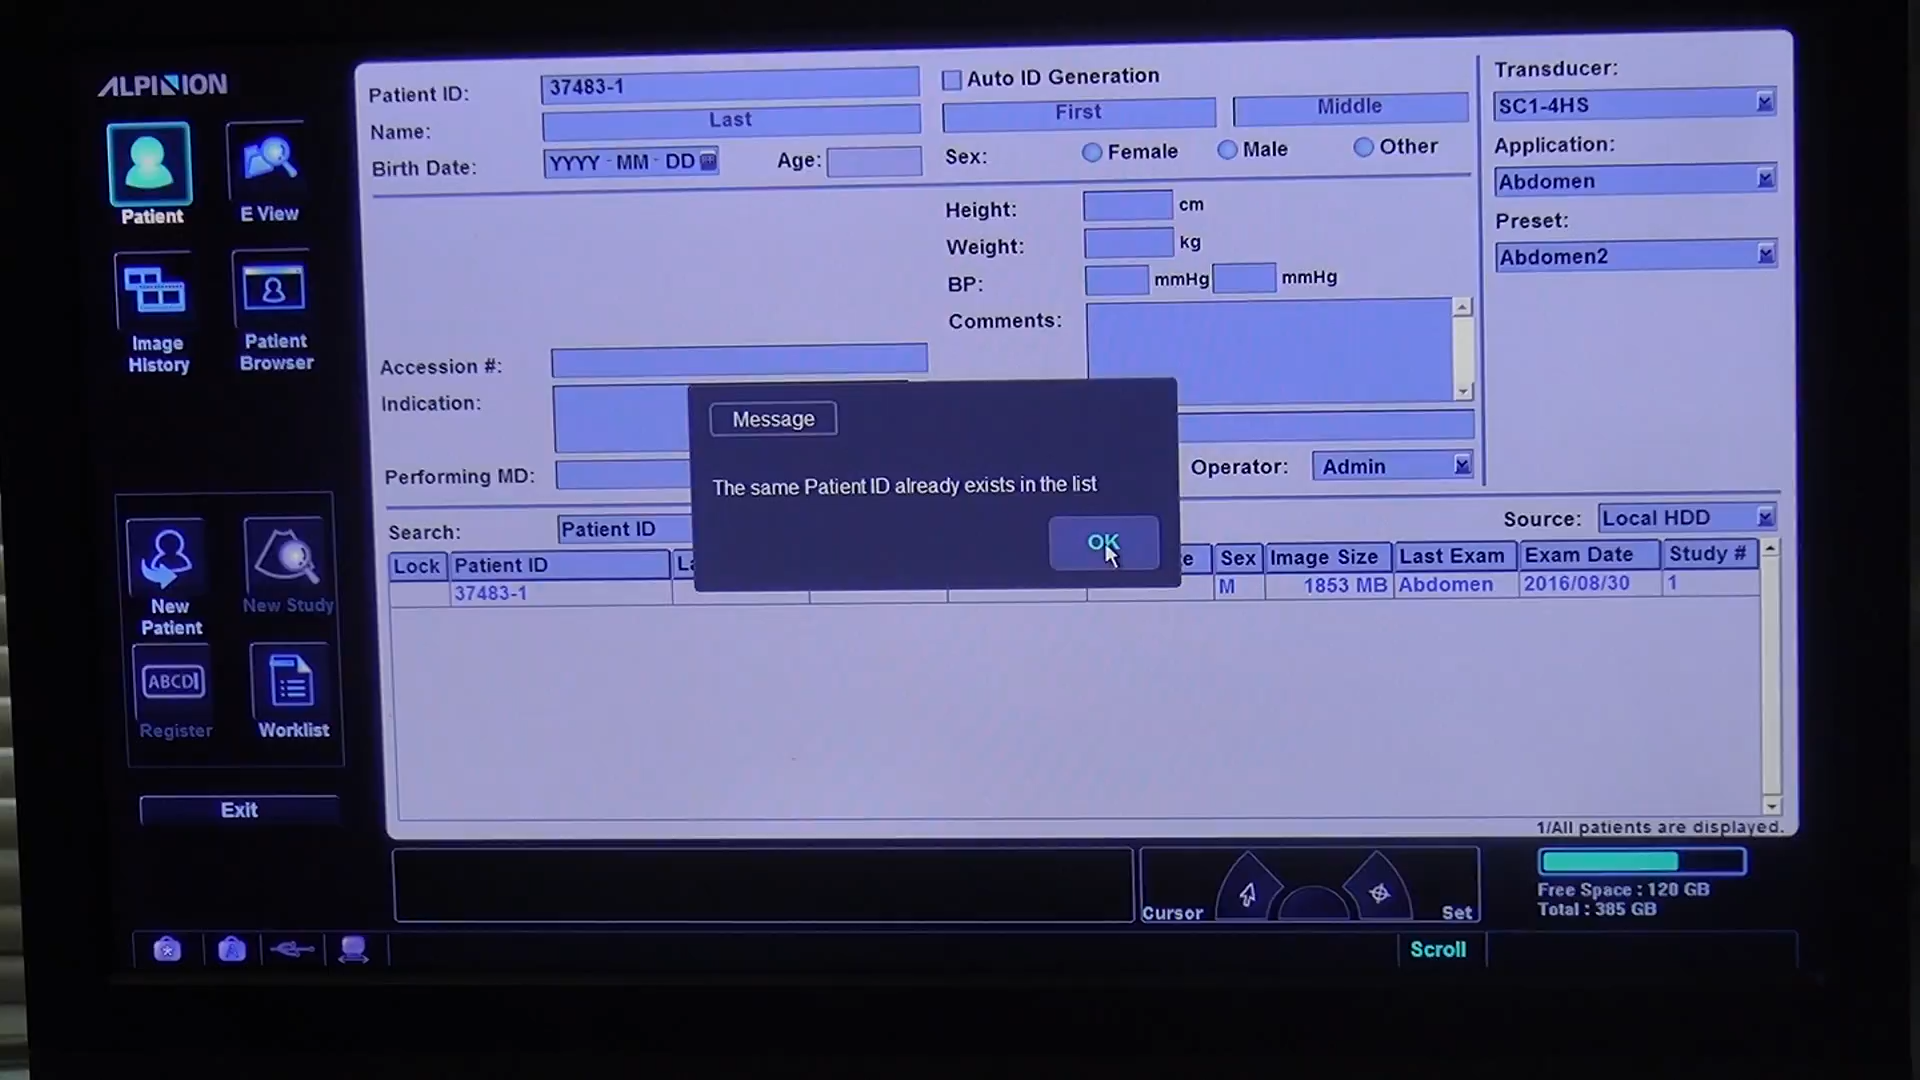 ALPINION
Patient
E View
Image History
Patient Browser
New Patient
New Study
ABCD
Register
Worklist
Exit
Patient ID: 37483-1
Auto ID Generation
Name: Last First Middle
Birth Date: YYYY - MM - DD Age: Sex: Female Male Other
Height: cm
Weight: kg
BP: mmHg mmHg
Comments:
Accession #:
Indication:
Performing MD:
Operator: Admin
Transducer:
SC1-4HS
Application:
Abdomen
Preset:
Abdomen2
Message
The same Patient ID already exists in the list
OK
Search: Patient ID
Source: Local HDD
Lock Patient ID Sex Image Size Last Exam Exam Date Study #
37483-1 M 1853 MB Abdomen 2016/08/30 1
1/All patients are displayed.
Cursor Set
Free Space : 120 GB
Total : 385 GB
Scroll